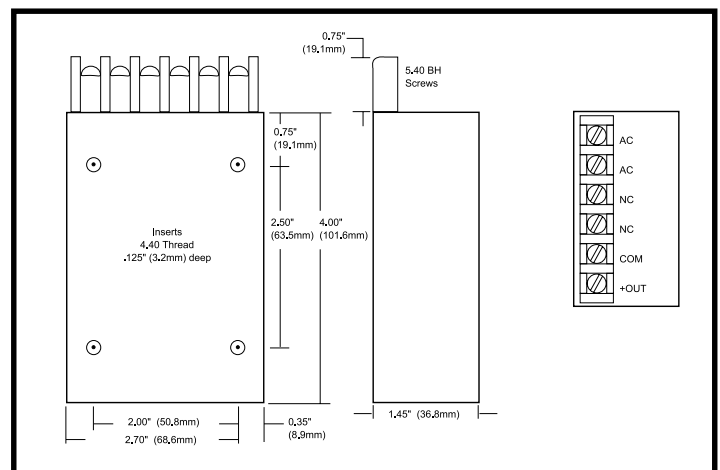 0.75"
(19.1mm)
5.40 BH
Screws
0.75"
(19.1mm)
Inserts
4.40 Thread
.125" (3.2mm) deep
2.50"
(63.5mm)
4.00"
(101.6mm)
2.00" (50.8mm)
2.70" (68.6mm)
0.35"
(8.9mm)
1.45" (36.8mm)
AC
AC
NC
NC
COM
+OUT